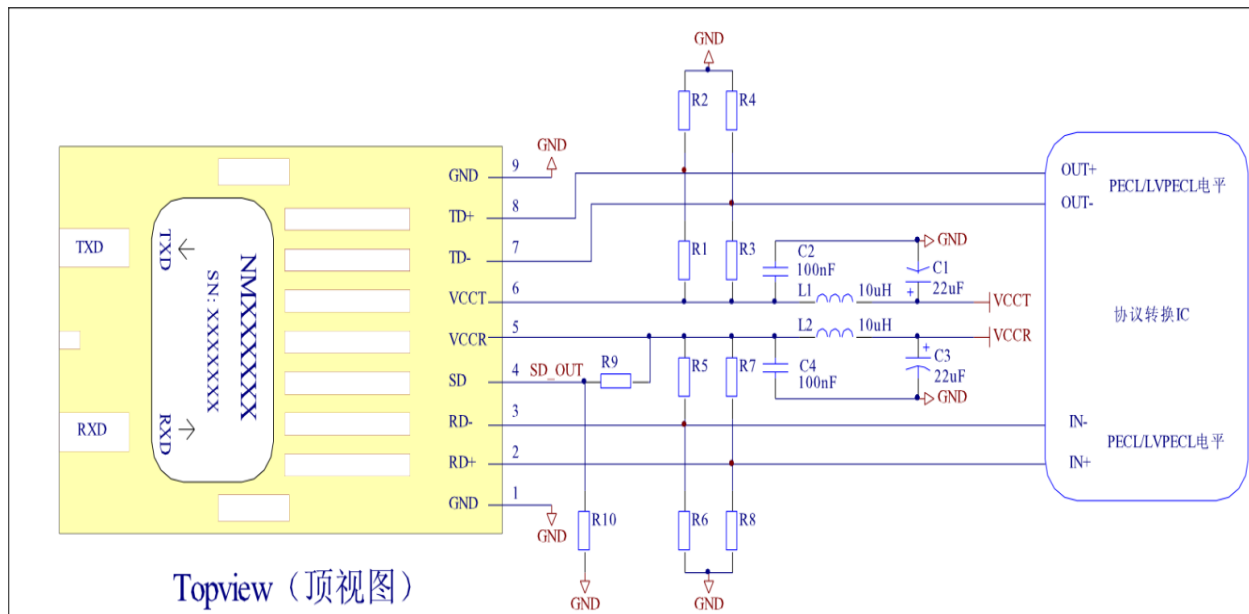 GND
R2
R4
GND
9
GND
OUT+
PECL/LVPECL电平
8
TD+
OUT-
TXD
TXD
7
TD-
R1
R3
C2
100nF
GND
C1
22uF
+
NMXXXXXX
SN: XXXXXXX
6
VCCT
L1
10uH
VCCT
协议转换IC
5
VCCR
L2
10uH
VCCR
4
SD
SD_OUT
R9
R5
R7
C4
100nF
+
C3
22uF
GND
RXD
RXD
3
RD-
IN-
PECL/LVPECL电平
2
RD+
IN+
1
GND
GND
R10
R6
R8
GND
GND
Topview（顶视图）